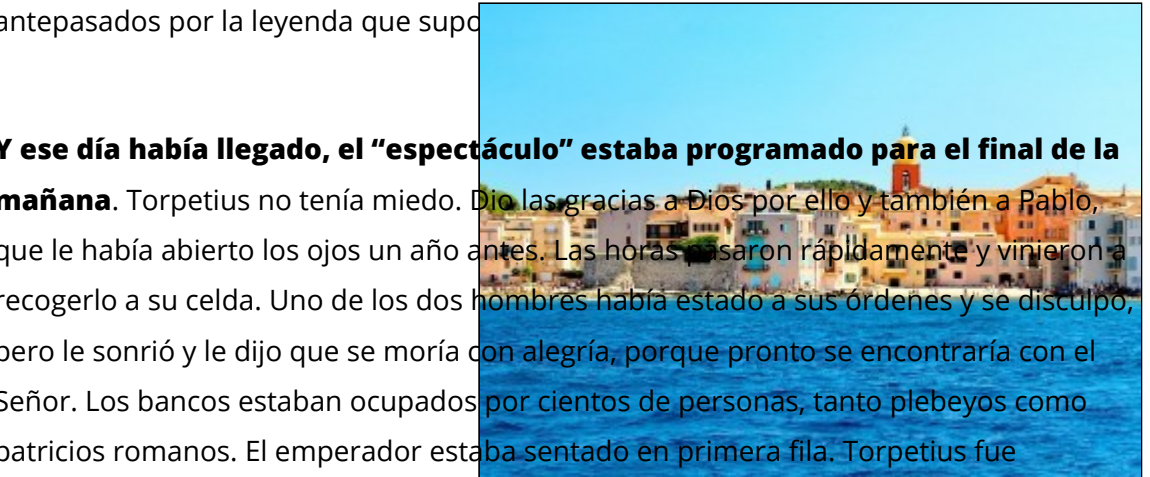 antepasados por la leyenda que supo
Y ese día había llegado, el “espectáculo” estaba programado para el final de la
mañana. Torpetius no tenía miedo. Dio las gracias a Dios por ello y también a Pablo,
que le había abierto los ojos un año antes. Las horas pasaron rápidamente y vinieron a
recogerlo a su celda. Uno de los dos hombres había estado a sus órdenes y se disculpó,
pero le sonrió y le dijo que se moría con alegría, porque pronto se encontraría con el
Señor. Los bancos estaban ocupados por cientos de personas, tanto plebeyos como
patricios romanos. El emperador estaba sentado en primera fila. Torpetius fue